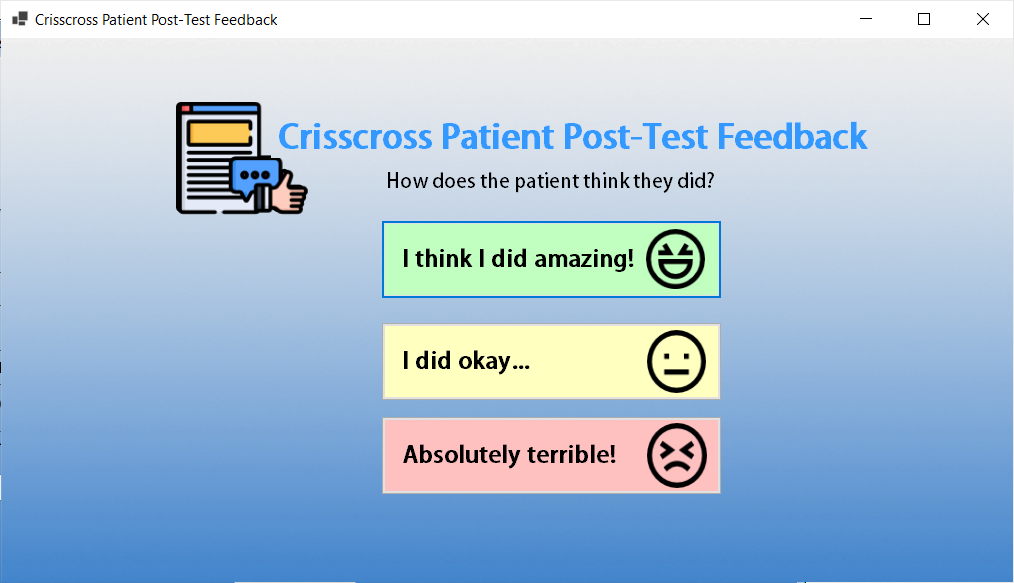 Crisscross Patient Post-Test Feedback
Crisscross Patient Post-Test Feedback
How does the patient think they did?
I think I did amazing!
I did okay...
Absolutely terrible!